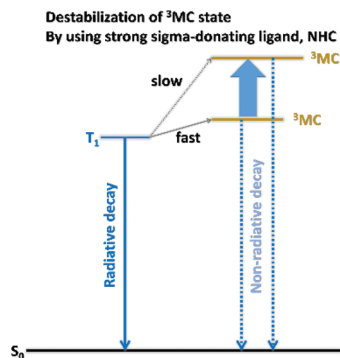 Destabilization of ³MC state
By using strong sigma-donating ligand, NHC
³MC
slow
³MC
T₁
fast
Radiative decay
Non-radiative decay
S₀